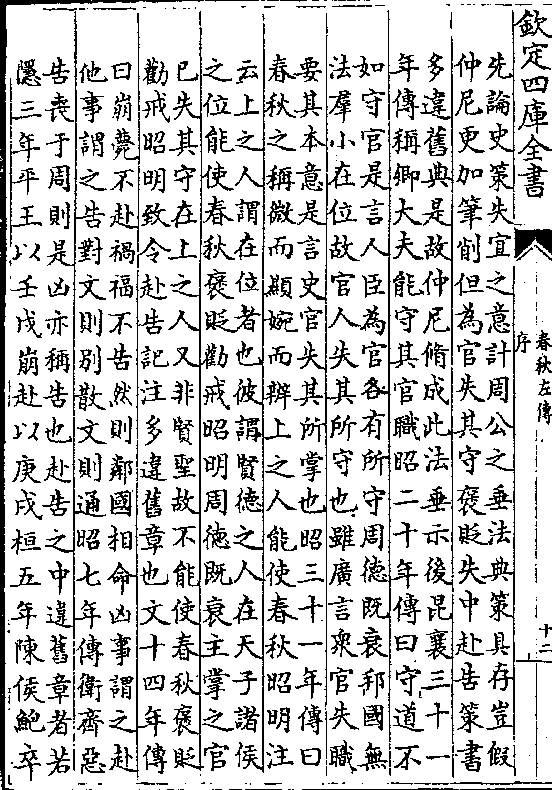 欽定四庫全書
春秋左傳
序
十二
先論史策失宜之意計周公之垂法典策具存豈假
仲尼更加筆削但為官失其守褒貶失中赴告策書
多違舊典是故仲尼脩成此法垂示後昆襄三十一
年傳稱卿大夫能守其官職昭二十年傳曰守道不
如守官是言人臣為官各有所守周德既衰邦國無
法羣小在位故官人失其所守也雖廣言衆官失職
要其本意是言史官失其所掌也昭三十一年傳曰
春秋之稱微而顯婉而辨上之人能使春秋昭明注
云上之人謂在位者也彼謂賢德之人在天子諸侯
之位能使春秋褒貶勸戒昭明周德既衰主掌之官
已失其守在上之人又非賢聖故不能使春秋褒貶
勸戒昭明致令赴告記注多違舊章也文十四年傳
曰崩薨不赴禍福不告然則鄰國相命凶事謂之赴
他事謂之告對文則別散文則通昭七年傳衛齊惡
告喪于周則是凶亦稱告也赴告之中違舊章者若
隱三年平王以壬戌崩赴以庚戌桓五年陳侯鮑卒